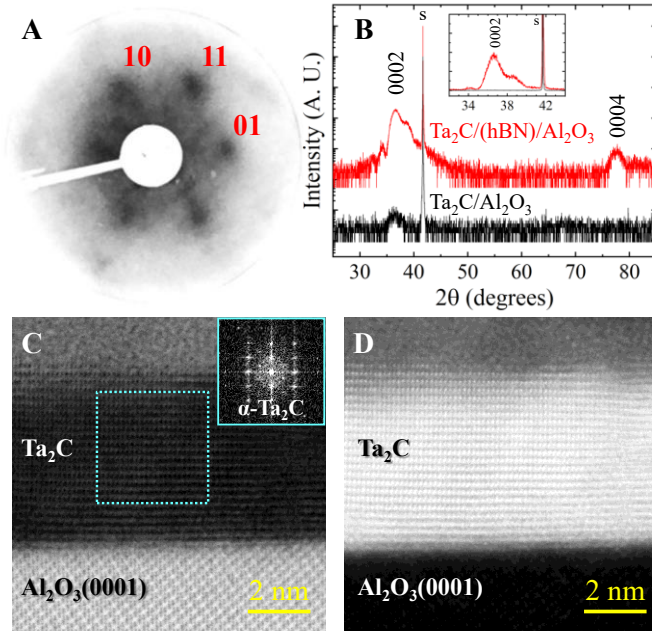 A
10
11
01
B
Intensity (A. U.)
0002
s
0002
s
34
38
42
0004
Ta₂C/(hBN)/Al₂O₃
Ta₂C/Al₂O₃
30
40
50
60
70
80
2θ (degrees)
C
α-Ta₂C
Ta₂C
Al₂O₃(0001)
2 nm
D
Ta₂C
Al₂O₃(0001)
2 nm